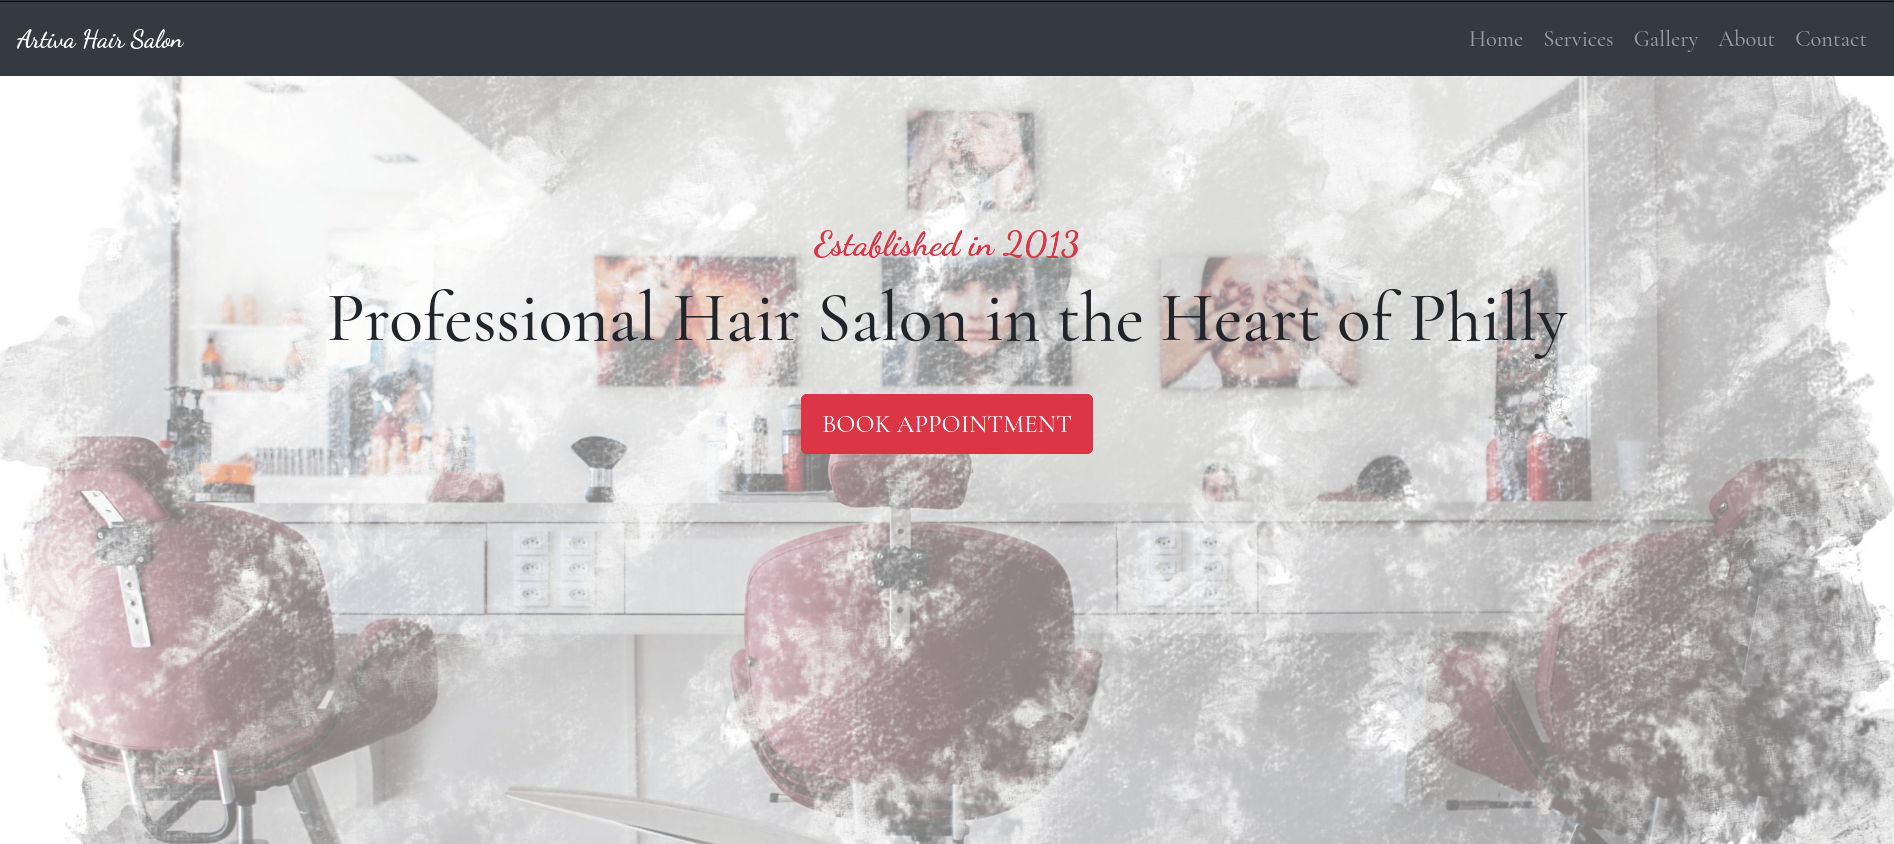 Artiva Hair Salon
Home Services Gallery About Contact
Established in 2013
Professional Hair Salon in the Heart of Philly
BOOK APPOINTMENT